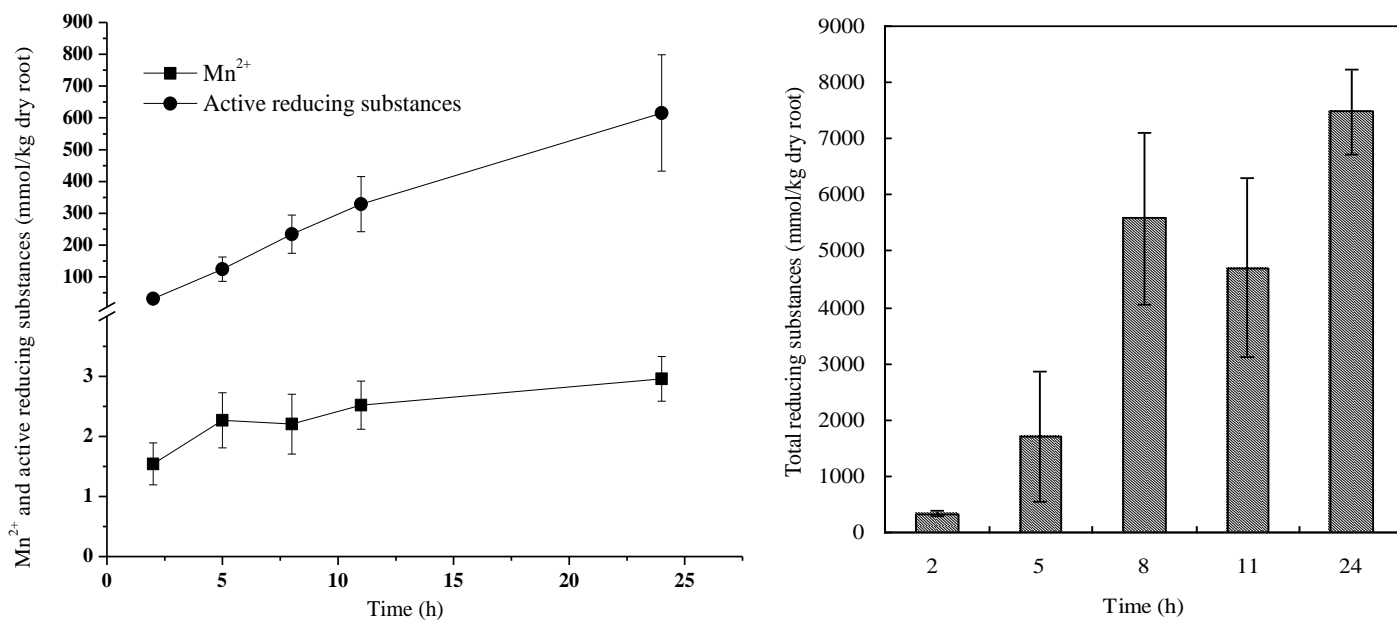 Mn²⁺ and active reducing substances (mmol/kg dry root)
900
800
700
600
500
400
300
200
100
3
2
1
0
Mn²⁺
Active reducing substances
0 5 10 15 20 25
Time (h)
Total reducing substances (mmol/kg dry root)
9000
8000
7000
6000
5000
4000
3000
2000
1000
0
2 5 8 11 24
Time (h)